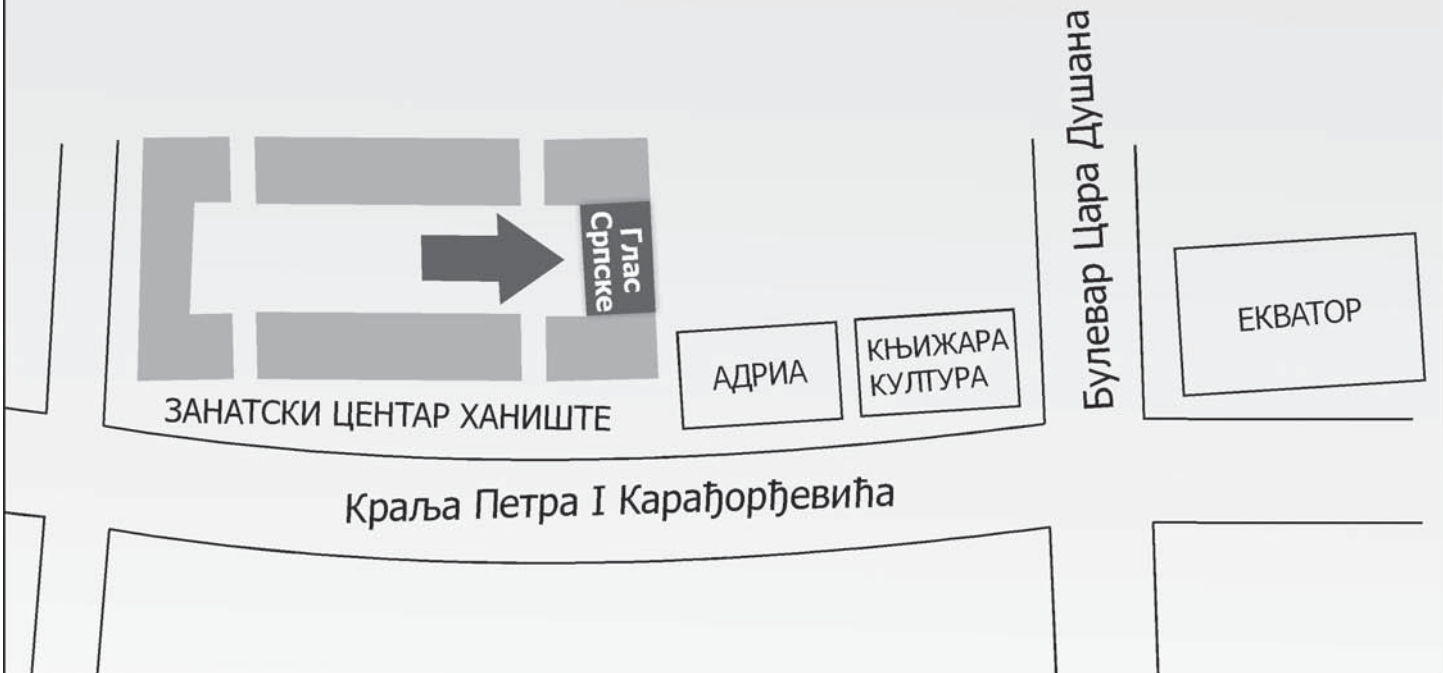 Булевар Цара Душана
Глас
Српске
ЕКВАТОР
КЊИЖАРА
КУЛТУРА
АДРИА
ЗАНАТСКИ ЦЕНТАР ХАНИШТЕ
Краља Петра I Карађорђевића